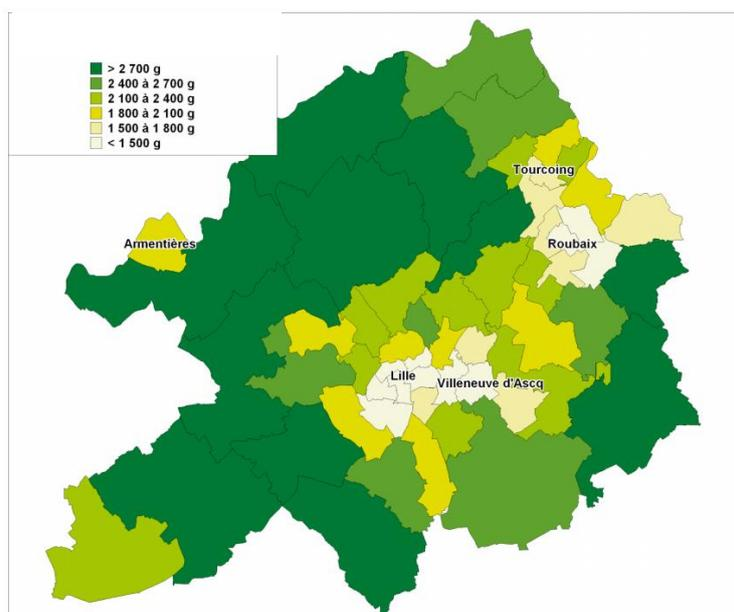 > 2 700 g
2 400 à 2 700 g
2 100 à 2 400 g
1 800 à 2 100 g
1 500 à 1 800 g
< 1 500 g
Tourcoing
Armentières
Roubaix
Lille
Villeneuve d'Ascq